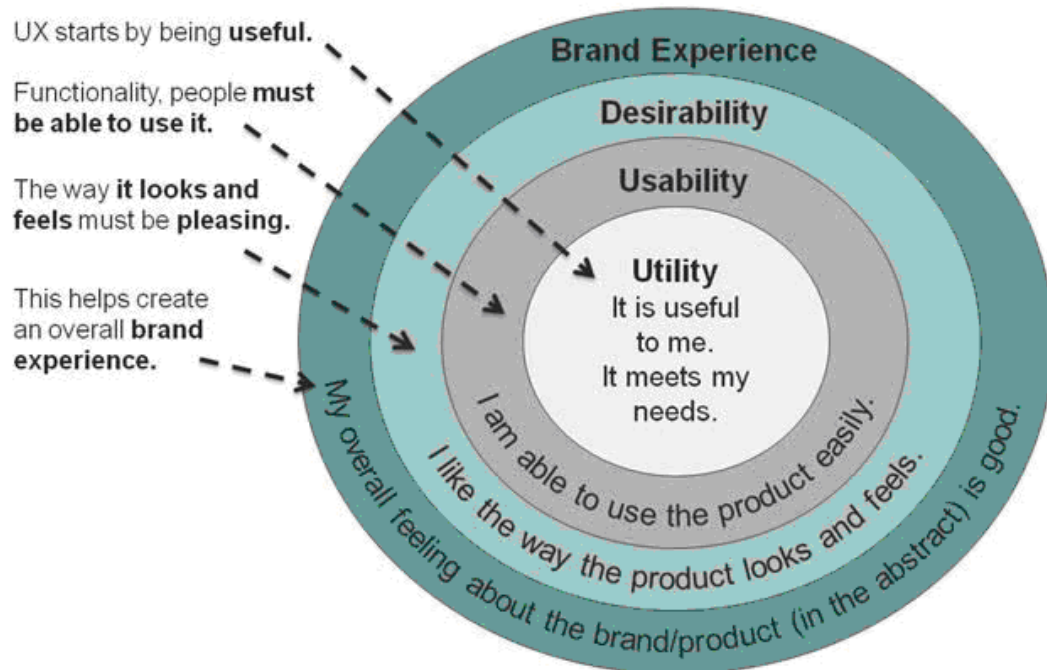 UX starts by being useful.
Functionality, people must
be able to use it.
The way it looks and
feels must be pleasing.
This helps create
an overall brand
experience.
Brand Experience
Desirability
Usability
Utility
It is useful
to me.
It meets my
needs.
I am able to use the product easily.
I like the way the product looks and feels.
My overall feeling about the brand/product (in the abstract) is good.